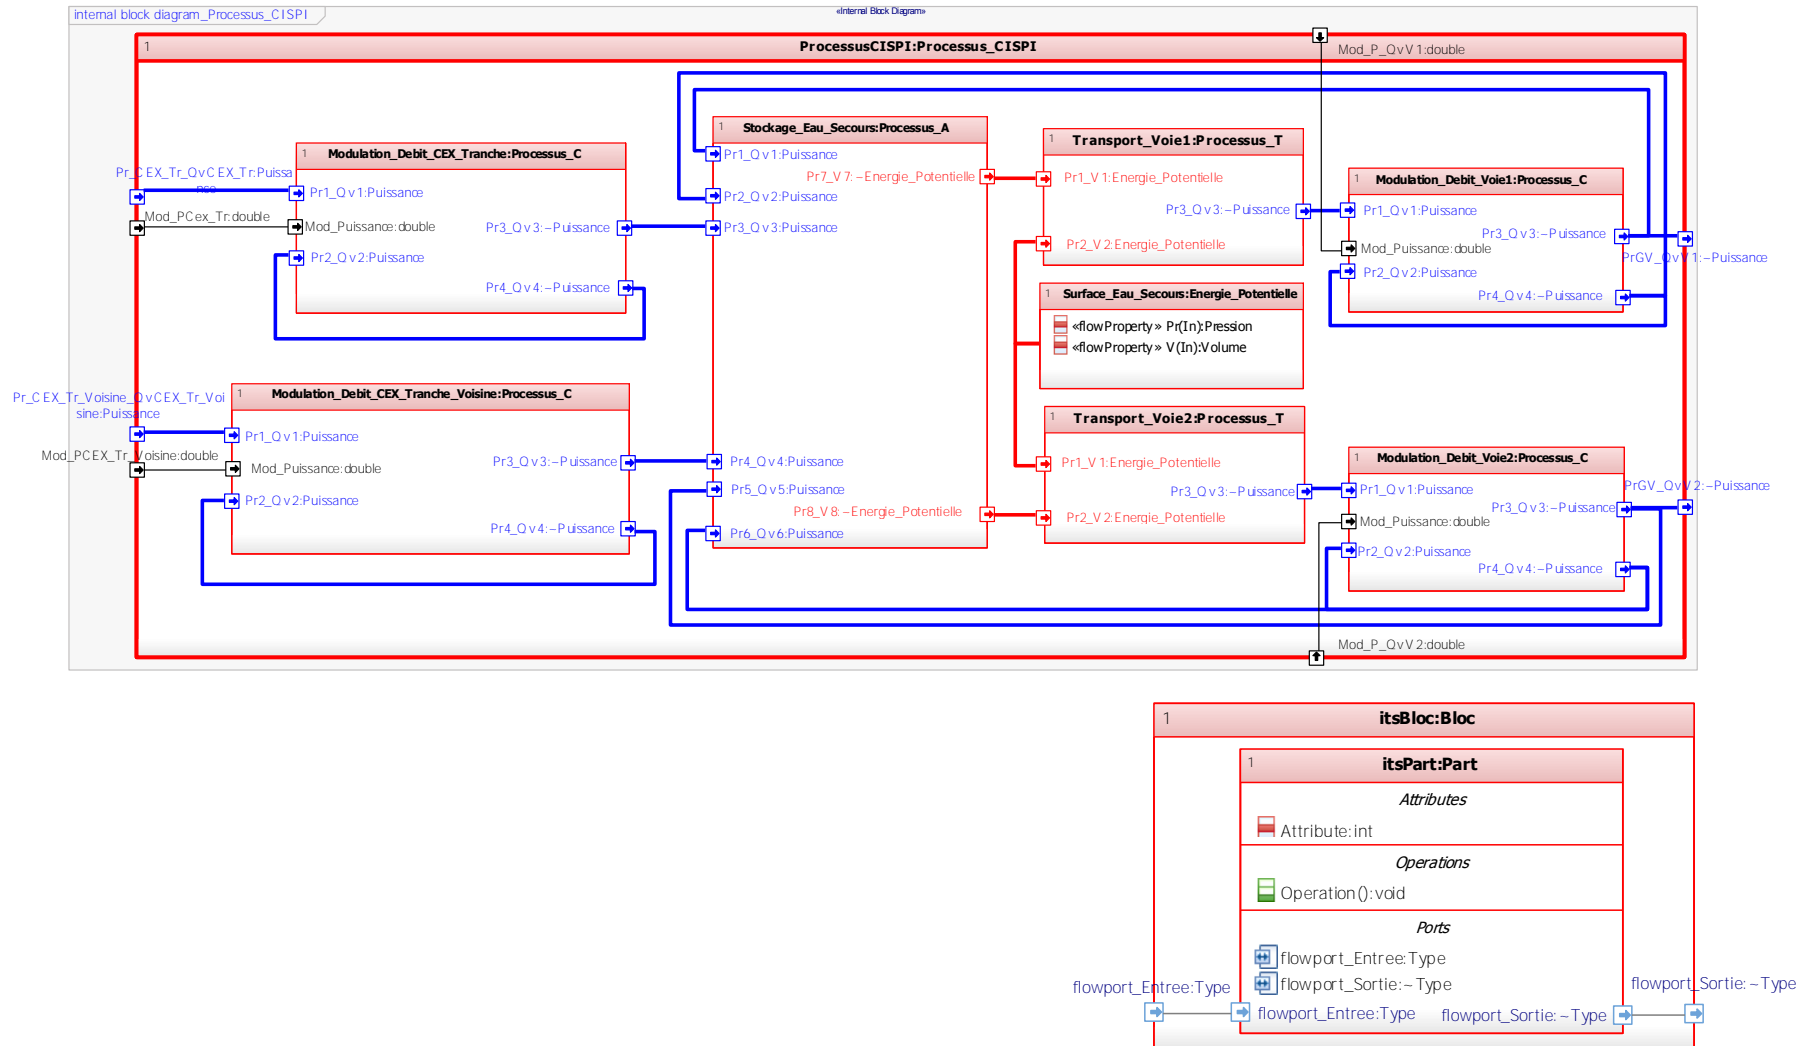 internal block diagram_Processus_CISPI
«Internal Block Diagram»
1
ProcessusCISPI:Processus_CISPI
Mod_P_QvV1:double
1
Modulation_Debit_CEX_Tranche:Processus_C
Pr_CEX_Tr_QvCEX_Tr:Puissa
nce
Pr1_Qv1:Puissance
Mod_PCex_Tr:double
Mod_Puissance:double
Pr3_Qv3:~Puissance
Pr2_Qv2:Puissance
Pr4_Qv4:~Puissance
1
Stockage_Eau_Secours:Processus_A
Pr1_Qv1:Puissance
Pr7_V7:~Energie_Potentielle
Pr2_Qv2:Puissance
Pr3_Qv3:Puissance
Pr4_Qv4:Puissance
Pr5_Qv5:Puissance
Pr8_V8:~Energie_Potentielle
Pr6_Qv6:Puissance
1
Transport_Voie1:Processus_T
Pr1_V1:Energie_Potentielle
Pr3_Qv3:~Puissance
Pr2_V2:Energie_Potentielle
1
Modulation_Debit_Voie1:Processus_C
Pr1_Qv1:Puissance
Pr3_Qv3:~Puissance
Mod_Puissance:double
PrGV_QvV1:~Puissance
Pr2_Qv2:Puissance
Pr4_Qv4:~Puissance
1
Surface_Eau_Secours:Energie_Potentielle
«flowProperty» Pr(In):Pression
«flowProperty» V(In):Volume
1
Modulation_Debit_CEX_Tranche_Voisine:Processus_C
Pr_CEX_Tr_Voisine_QvCEX_Tr_Voi
sine:Puissance
Pr1_Qv1:Puissance
Mod_PCEX_Tr_Voisine:double
Mod_Puissance:double
Pr3_Qv3:~Puissance
Pr2_Qv2:Puissance
Pr4_Qv4:~Puissance
1
Transport_Voie2:Processus_T
Pr1_V1:Energie_Potentielle
Pr3_Qv3:~Puissance
Pr2_V2:Energie_Potentielle
1
Modulation_Debit_Voie2:Processus_C
Pr1_Qv1:Puissance
PrGV_QvV2:~Puissance
Pr3_Qv3:~Puissance
Mod_Puissance:double
Pr2_Qv2:Puissance
Pr4_Qv4:~Puissance
Mod_P_QvV2:double
1
itsBloc:Bloc
1
itsPart:Part
Attributes
Attribute:int
Operations
Operation():void
Ports
flowport_Entree:Type
flowport_Sortie:~Type
flowport_Entree:Type
flowport_Sortie:~Type
flowport_Entree:Type
flowport_Sortie:~Type